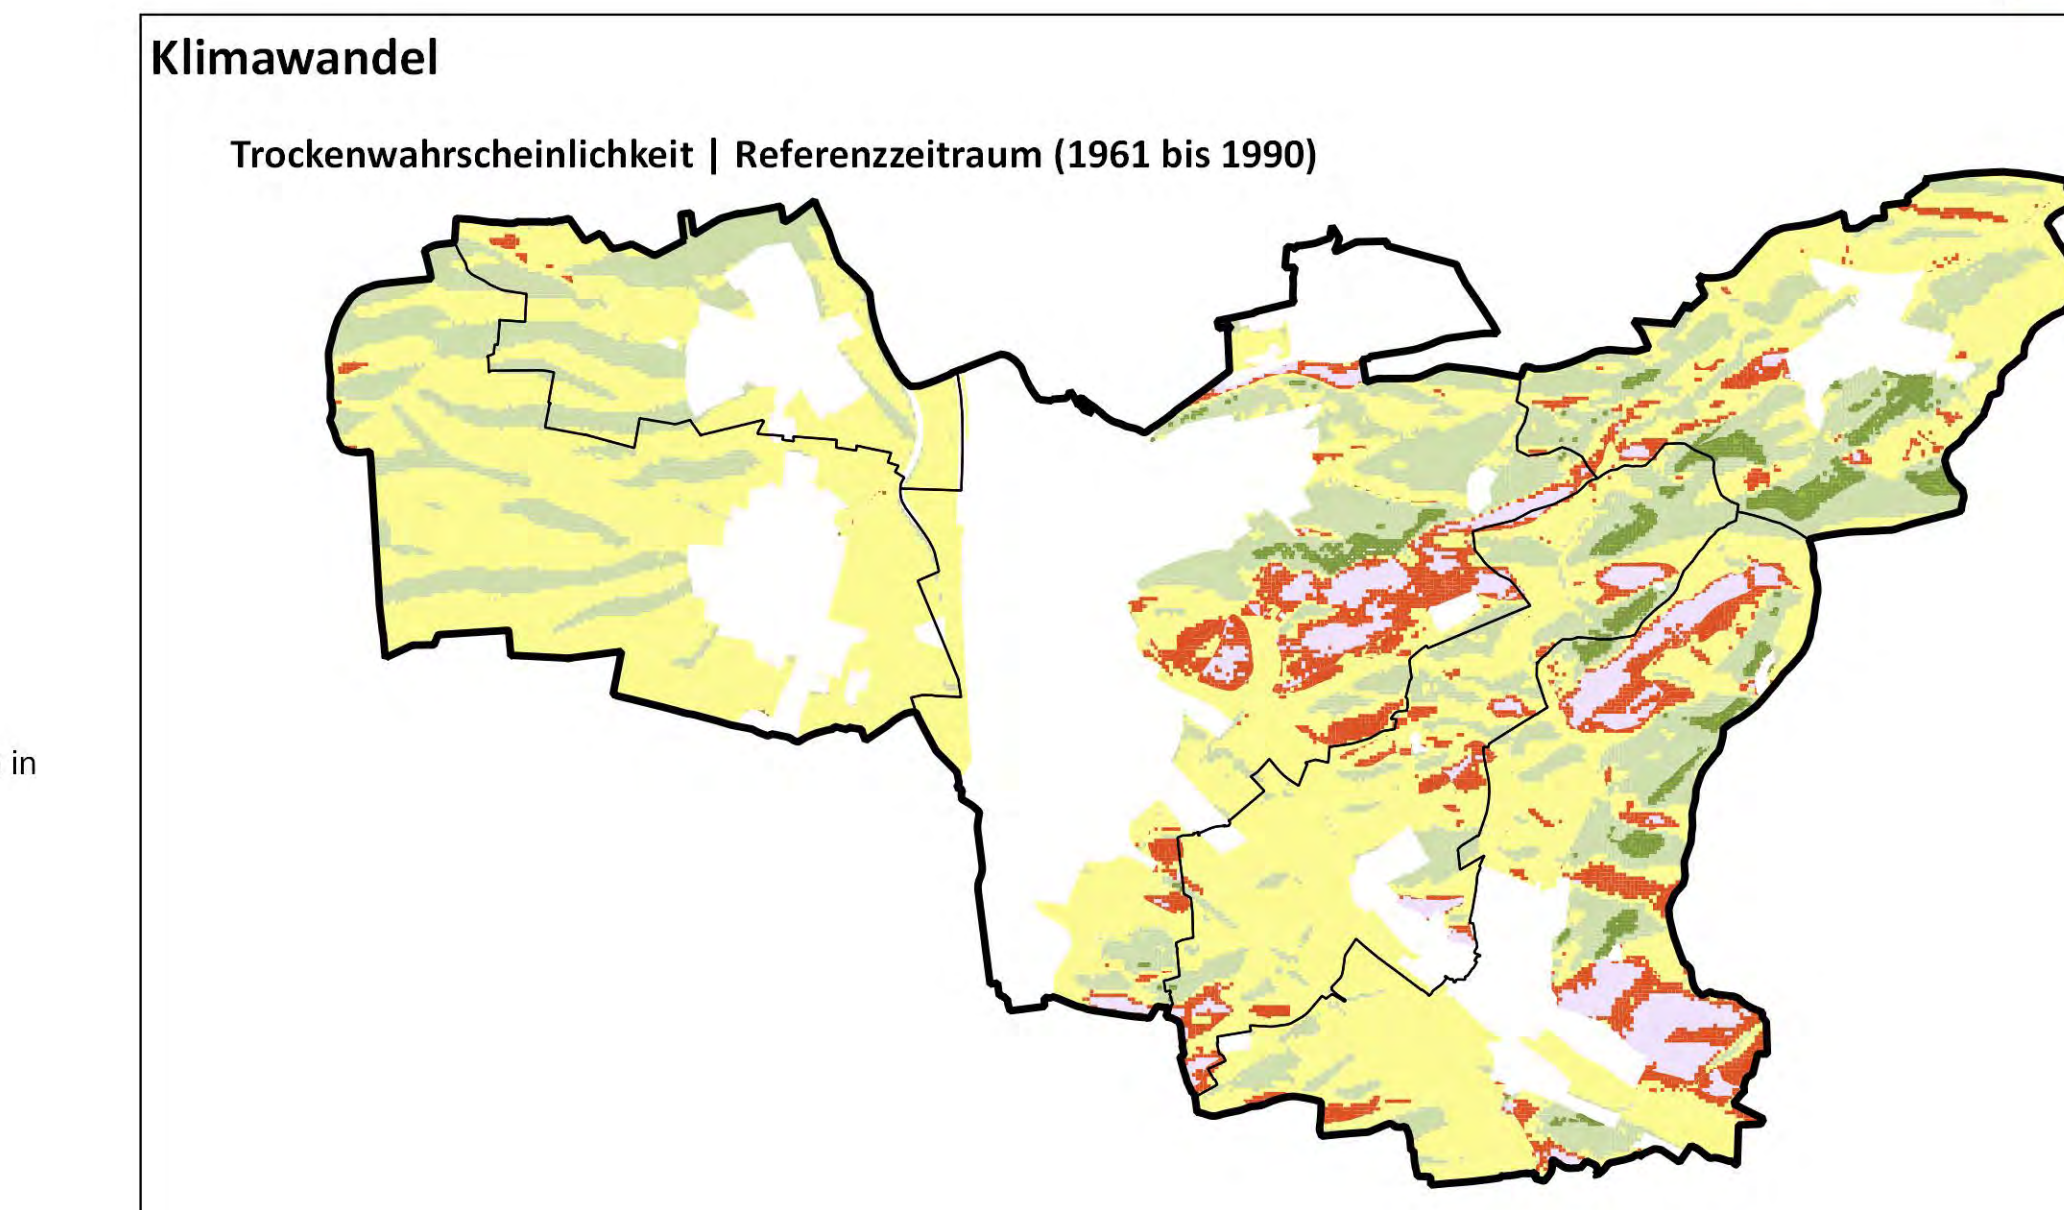 Klimawandel
Trockenwahrscheinlichkeit | Referenzzeitraum (1961 bis 1990)
in